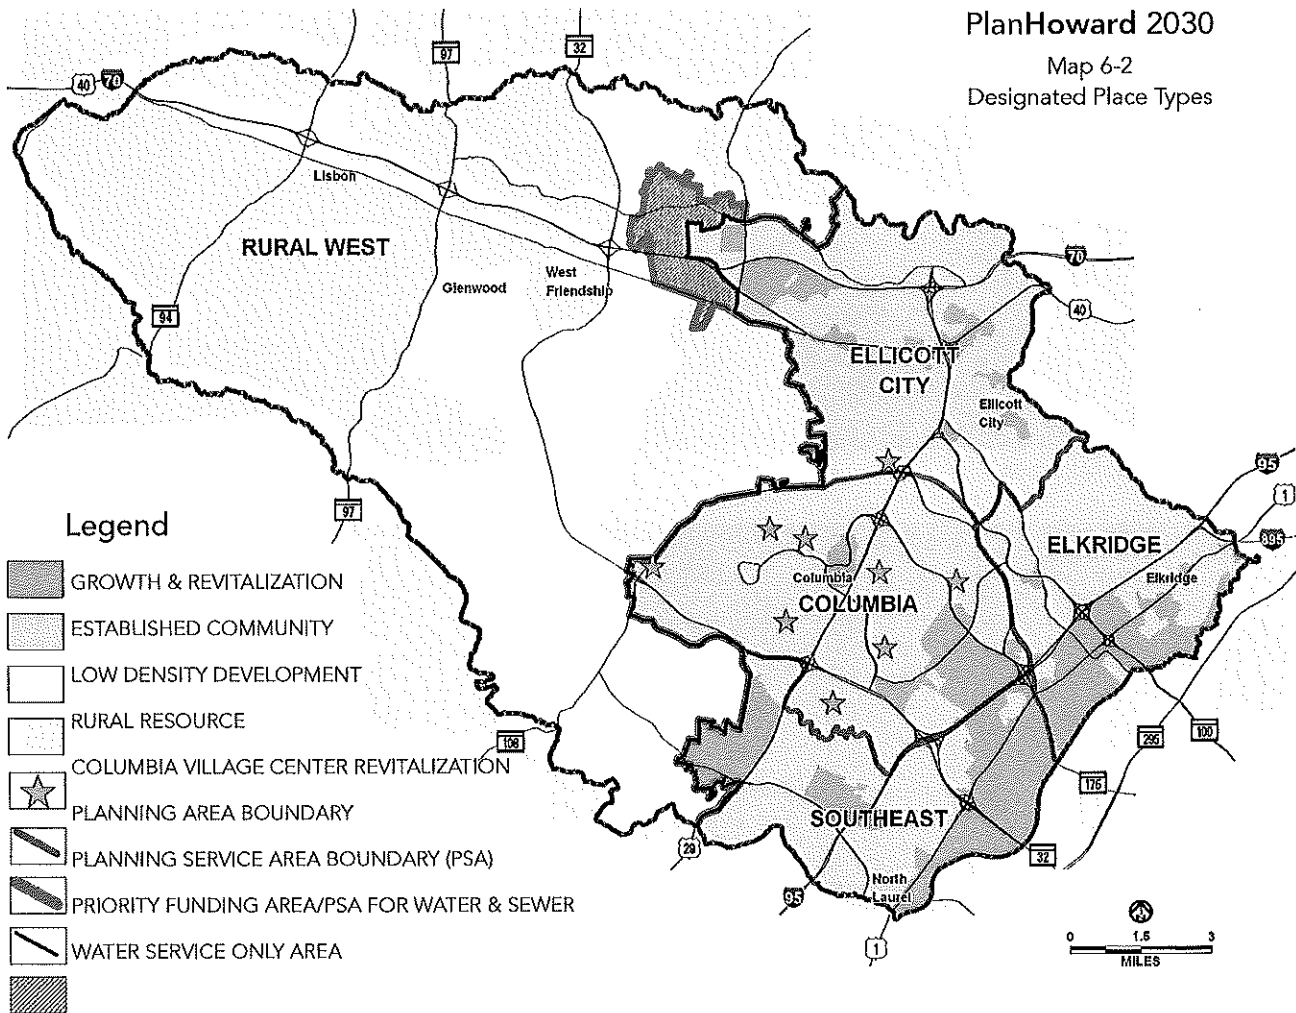 PlanHoward 2030
Map 6-2
Designated Place Types
97
32
40
70
Lisbon
RURAL WEST
West
Friendship
Glenwood
94
70
40
ELLICOTT
CITY
Ellicott
City
97
95
1
895
ELKRIDGE
Elkridge
Columbia
COLUMBIA
Legend
GROWTH & REVITALIZATION
ESTABLISHED COMMUNITY
LOW DENSITY DEVELOPMENT
RURAL RESOURCE
COLUMBIA VILLAGE CENTER REVITALIZATION
PLANNING AREA BOUNDARY
PLANNING SERVICE AREA BOUNDARY (PSA)
PRIORITY FUNDING AREA/PSA FOR WATER & SEWER
WATER SERVICE ONLY AREA
108
295
100
175
SOUTHEAST
29
32
North
Laurel
95
1
0 1.5 3
MILES